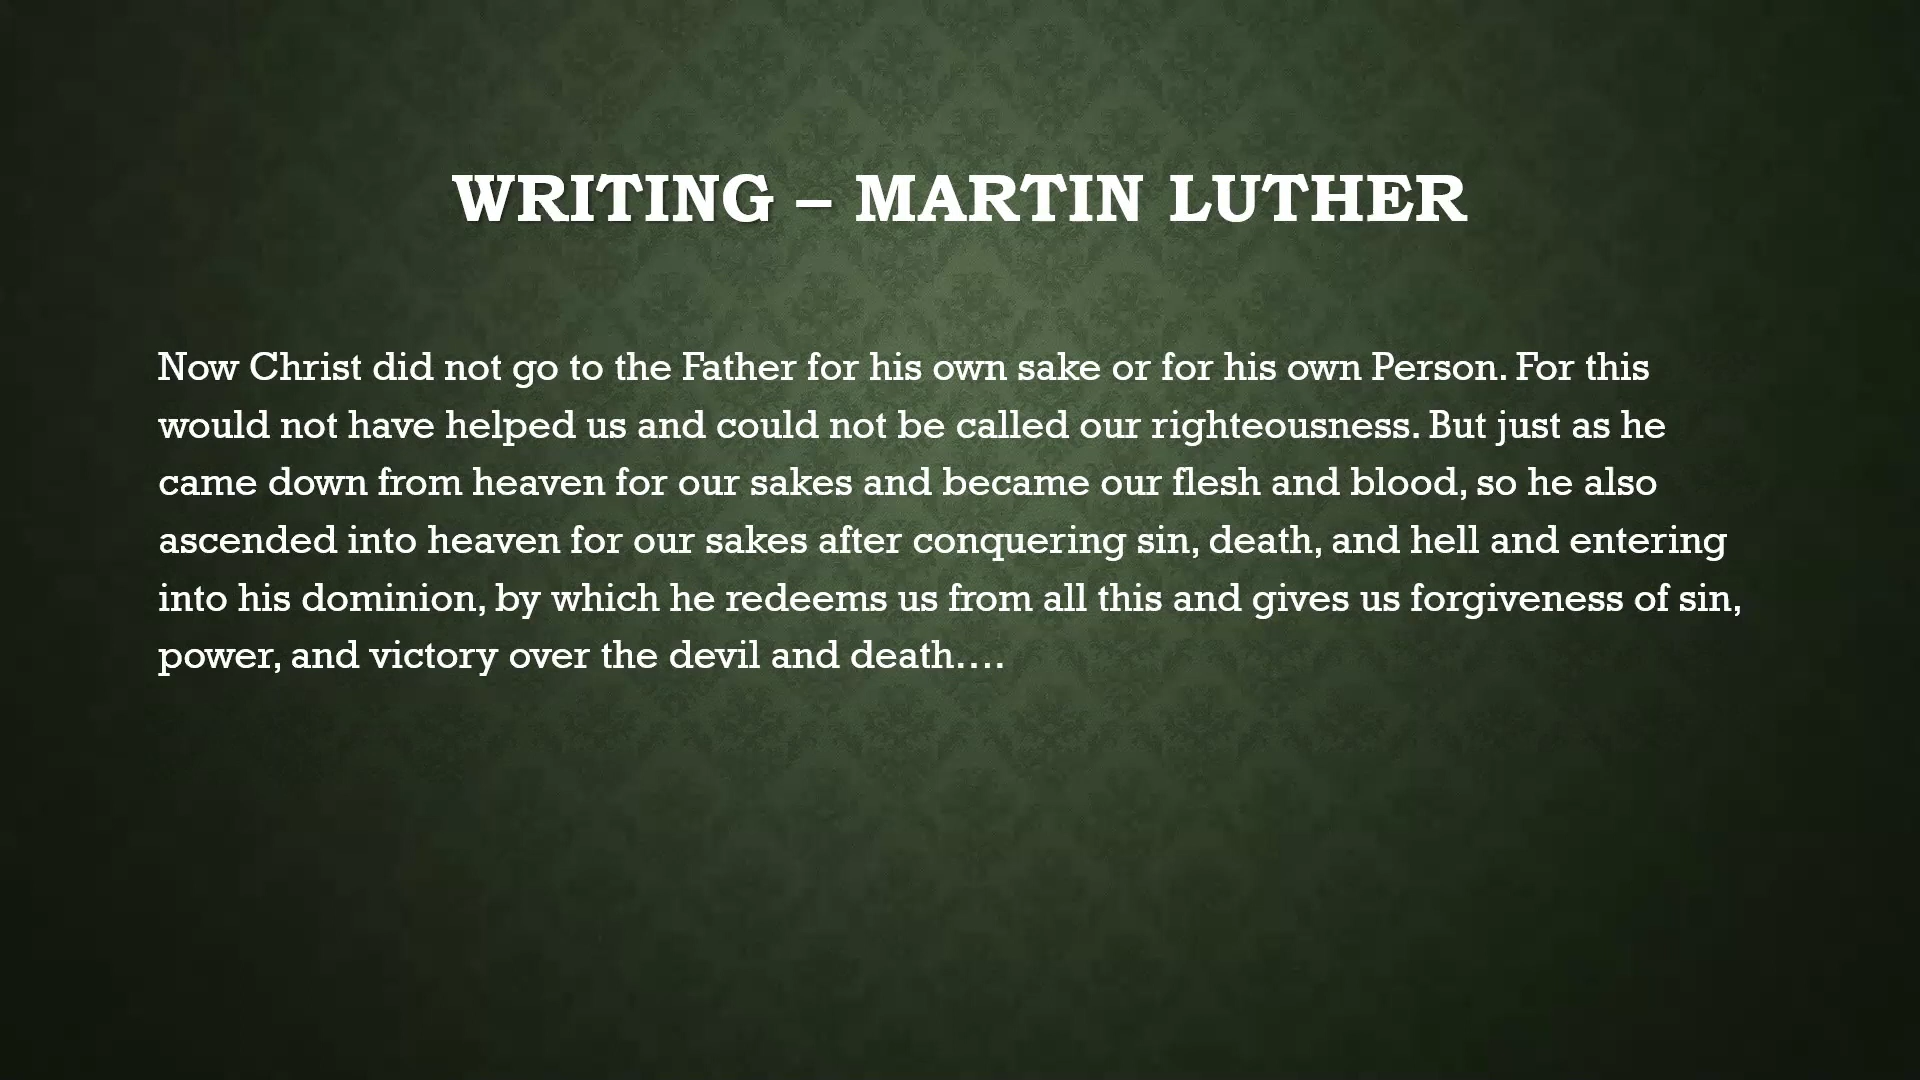 WRITING – MARTIN LUTHER
Now Christ did not go to the Father for his own sake or for his own Person. For this
would not have helped us and could not be called our righteousness. But just as he
came down from heaven for our sakes and became our flesh and blood, so he also
ascended into heaven for our sakes after conquering sin, death, and hell and entering
into his dominion, by which he redeems us from all this and gives us forgiveness of sin,
power, and victory over the devil and death….